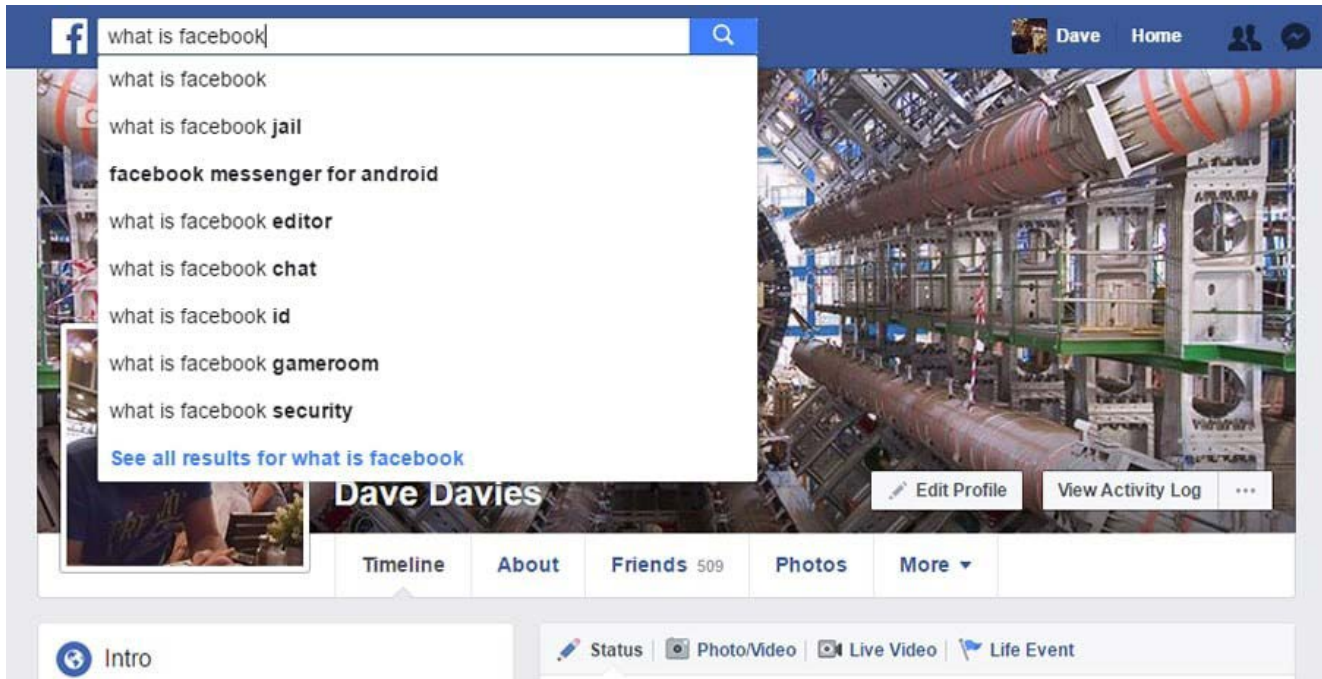 what is facebook
Dave Home
what is facebook
what is facebook jail
facebook messenger for android
what is facebook editor
what is facebook chat
what is facebook id
what is facebook gameroom
what is facebook security
See all results for what is facebook
Dave Davies
Edit Profile
View Activity Log
Timeline About Friends 509 Photos More
Intro
Status Photo/Video Live Video Life Event